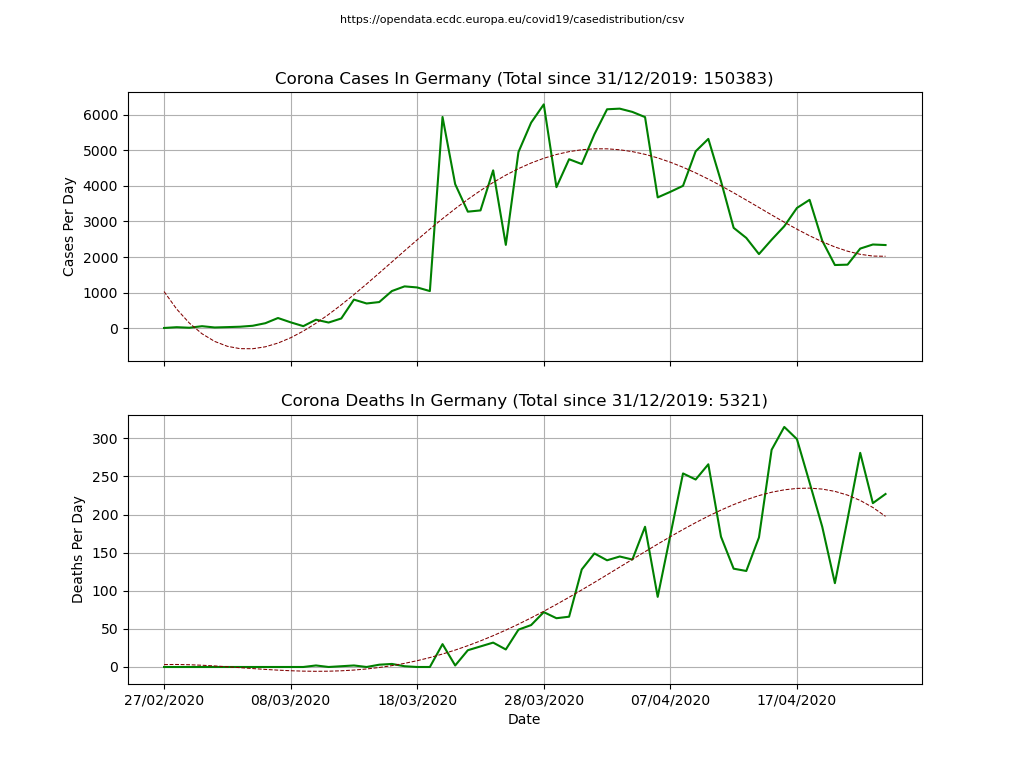 https://opendata.ecdc.europa.eu/covid19/casedistribution/csv
Corona Cases In Germany (Total since 31/12/2019: 150383)
6000
5000
4000
3000
2000
1000
0
Cases Per Day
Corona Deaths In Germany (Total since 31/12/2019: 5321)
300
250
200
150
100
50
0
Deaths Per Day
27/02/2020 08/03/2020 18/03/2020 28/03/2020 07/04/2020 17/04/2020
Date